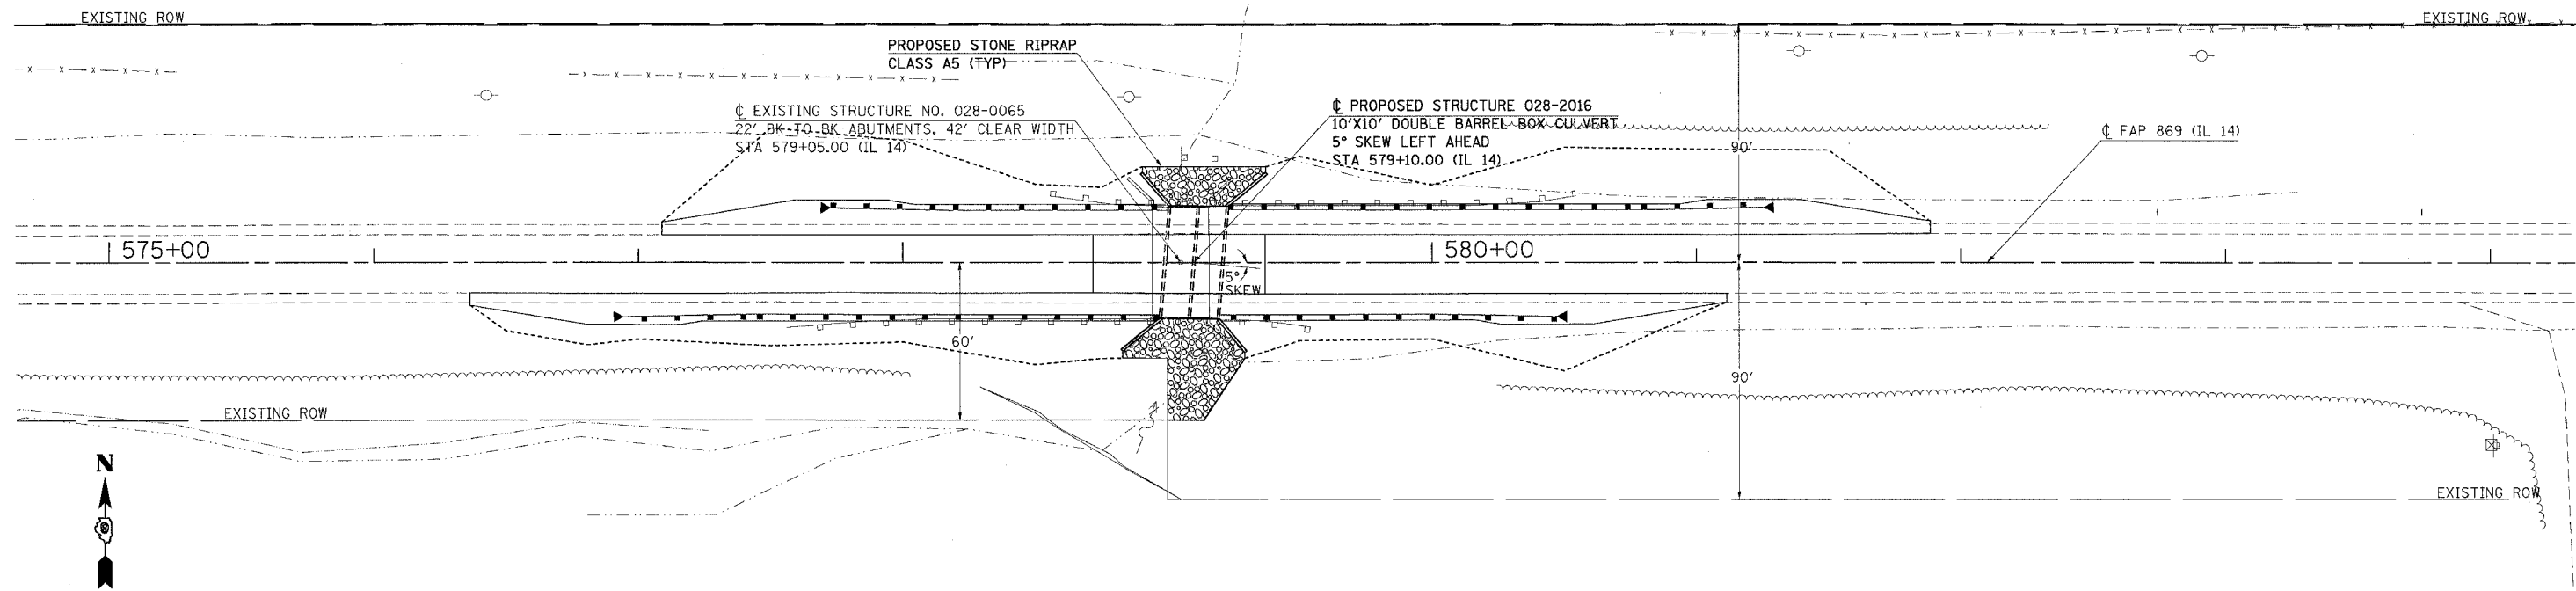 EXISTING ROW
EXISTING ROW
PROPOSED STONE RIPRAP
CLASS A5 (TYP)
℄ EXISTING STRUCTURE NO. 028-0065
22' BK TO BK ABUTMENTS, 42' CLEAR WIDTH
STA 579+05.00 (IL 14)
℄ PROPOSED STRUCTURE 028-2016
10'X10' DOUBLE BARREL BOX CULVERT
5° SKEW LEFT AHEAD
STA 579+10.00 (IL 14)
℄ FAP 869 (IL 14)
90'
575+00
580+00
5°
SKEW
60'
90'
EXISTING ROW
N
EXISTING ROW